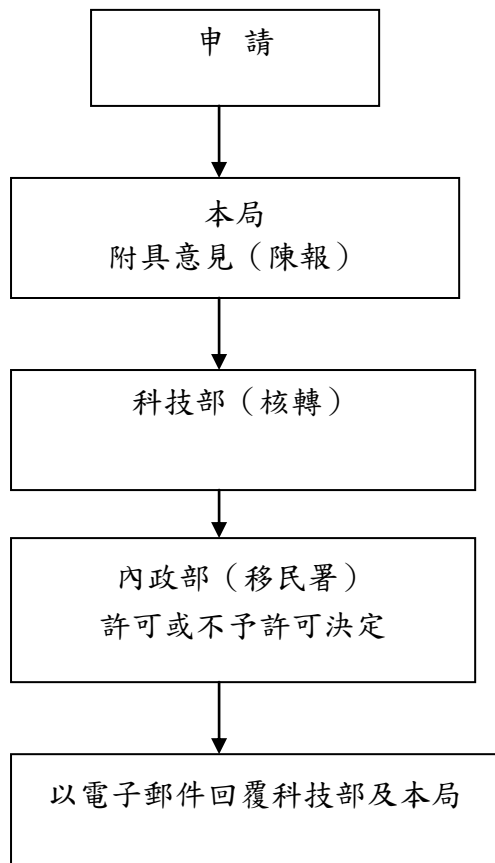 申 請
本局
附具意見（陳報）
科技部（核轉）
內政部（移民署）
許可或不予許可決定
以電子郵件回覆科技部及本局